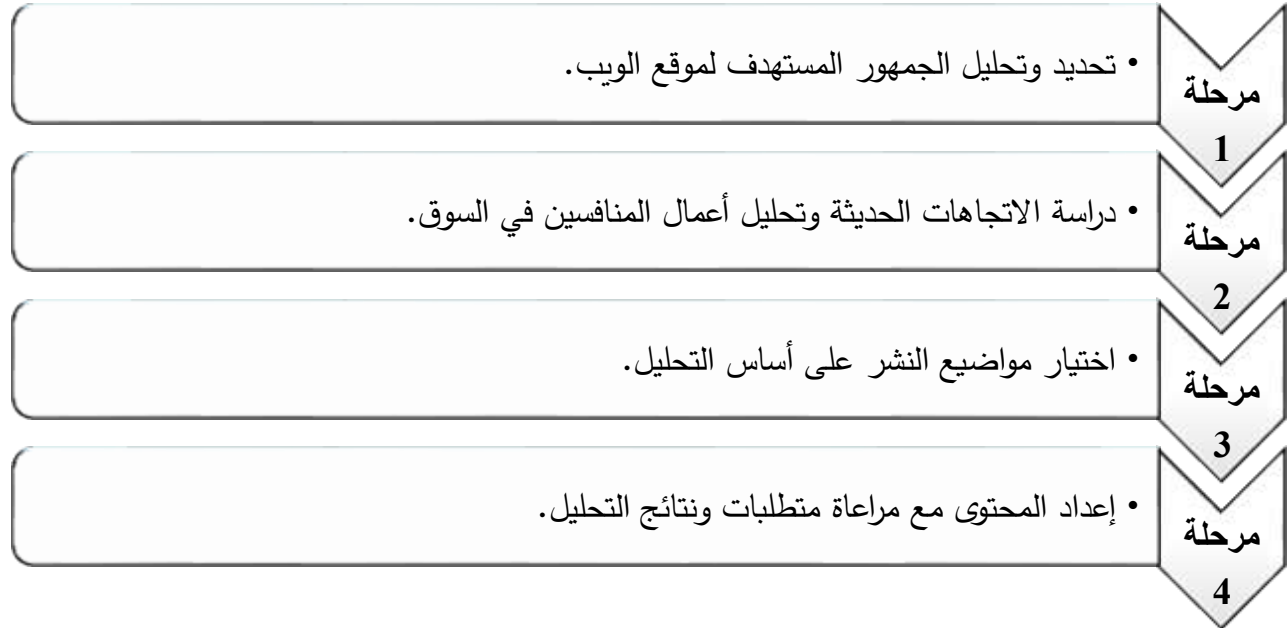 مرحلة
1
• تحديد وتحليل الجمهور المستهدف لموقع الويب.
مرحلة
2
• دراسة الاتجاهات الحديثة وتحليل أعمال المنافسين في السوق.
مرحلة
3
• اختيار مواضيع النشر على أساس التحليل.
مرحلة
4
• إعداد المحتوى مع مراعاة متطلبات ونتائج التحليل.